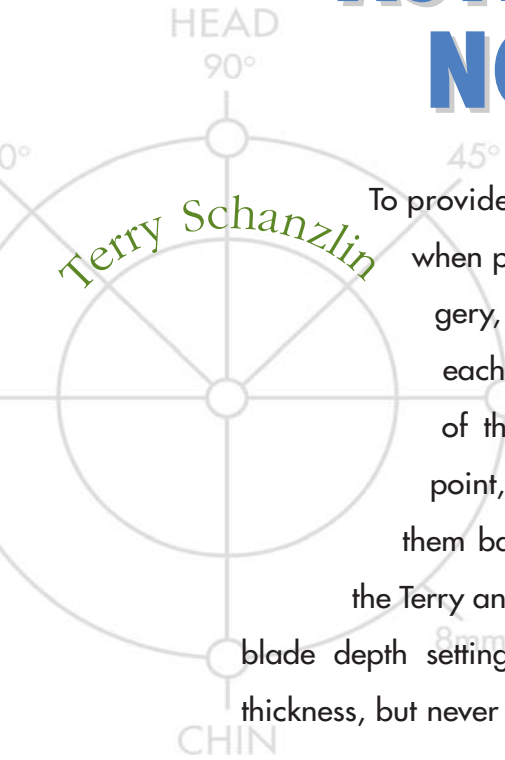 HEAD
90°
45°
Terry Schanzlin
To provide
when p
gery,
each
of th
point,
them ba
the Terry an
8mm
blade depth setting
thickness, but never
CHIN